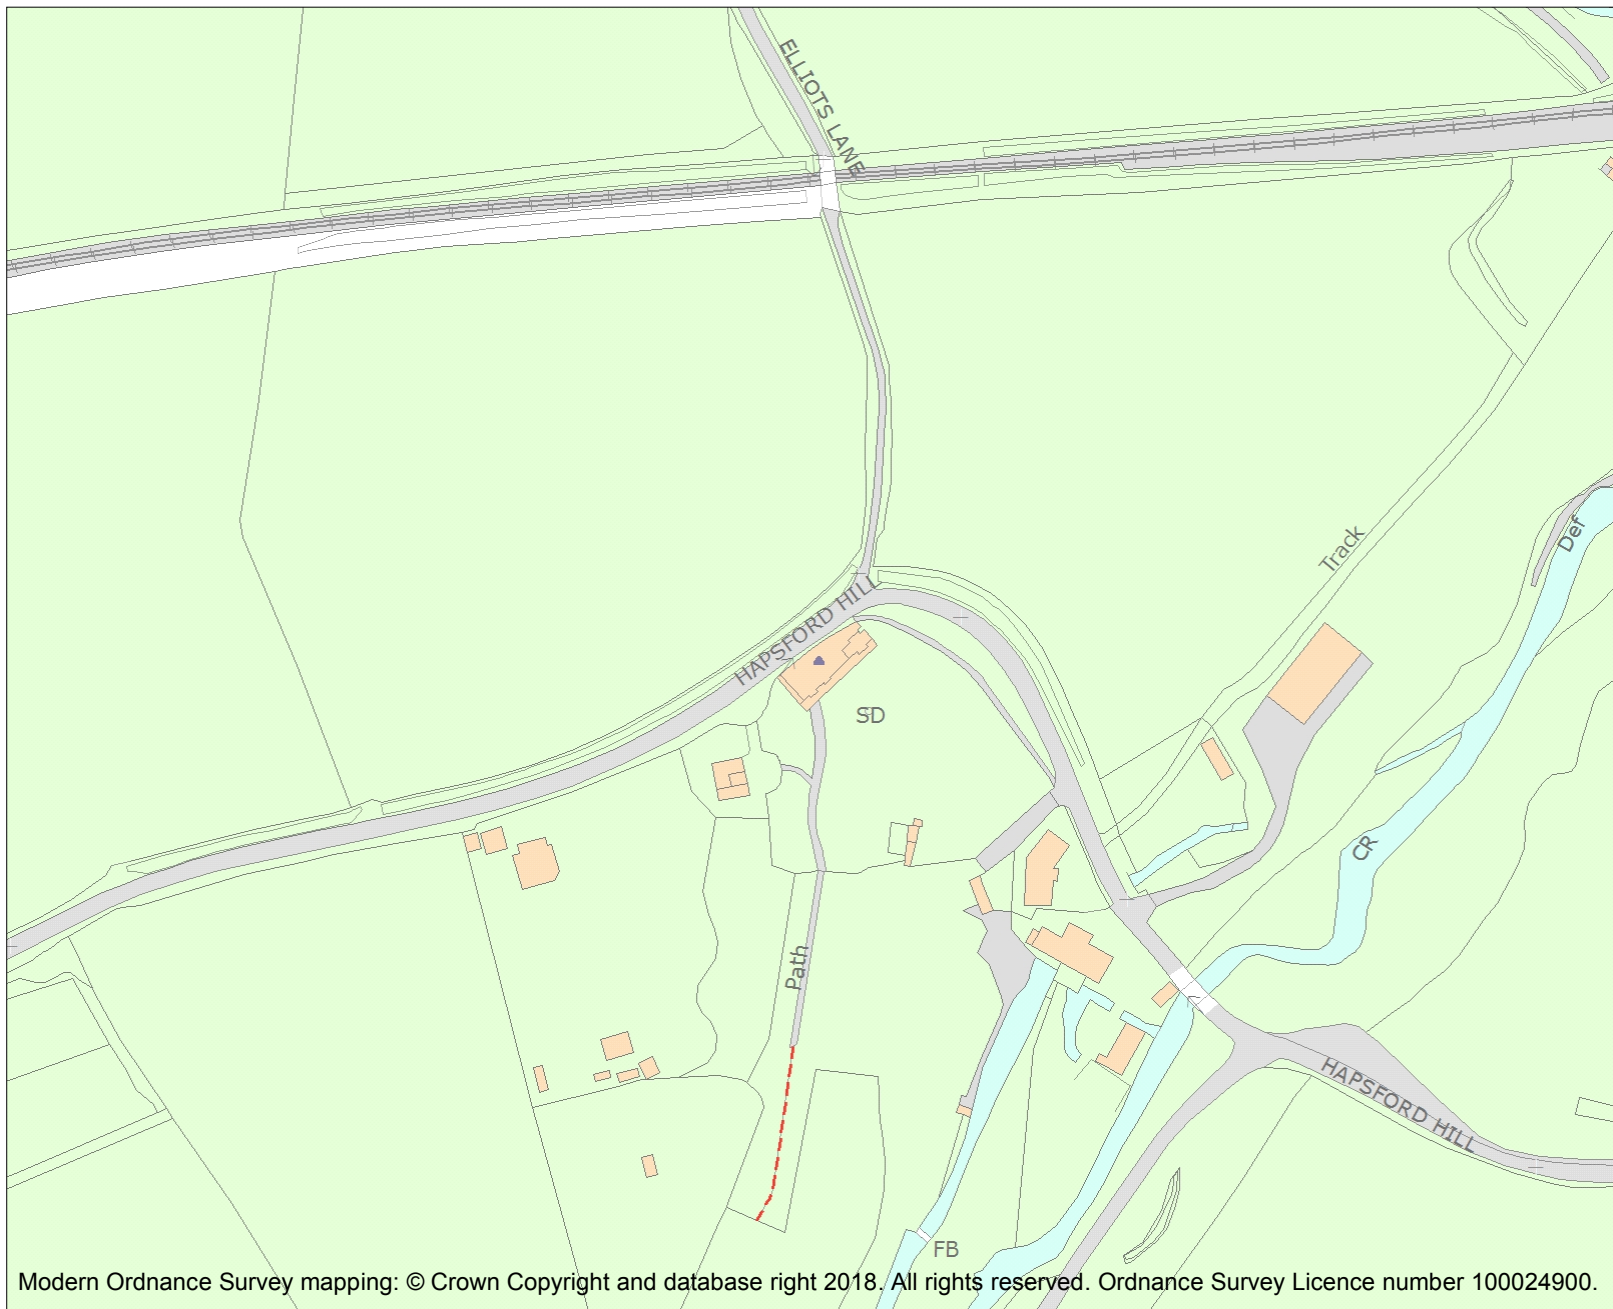 ELLIOTS LANE
Def
Track
HAPSFORD HILL
SD
CR
Path
HAPSFORD HILL
FB
Modern Ordnance Survey mapping: © Crown Copyright and database right 2018. All rights reserved. Ordnance Survey Licence number 100024900.